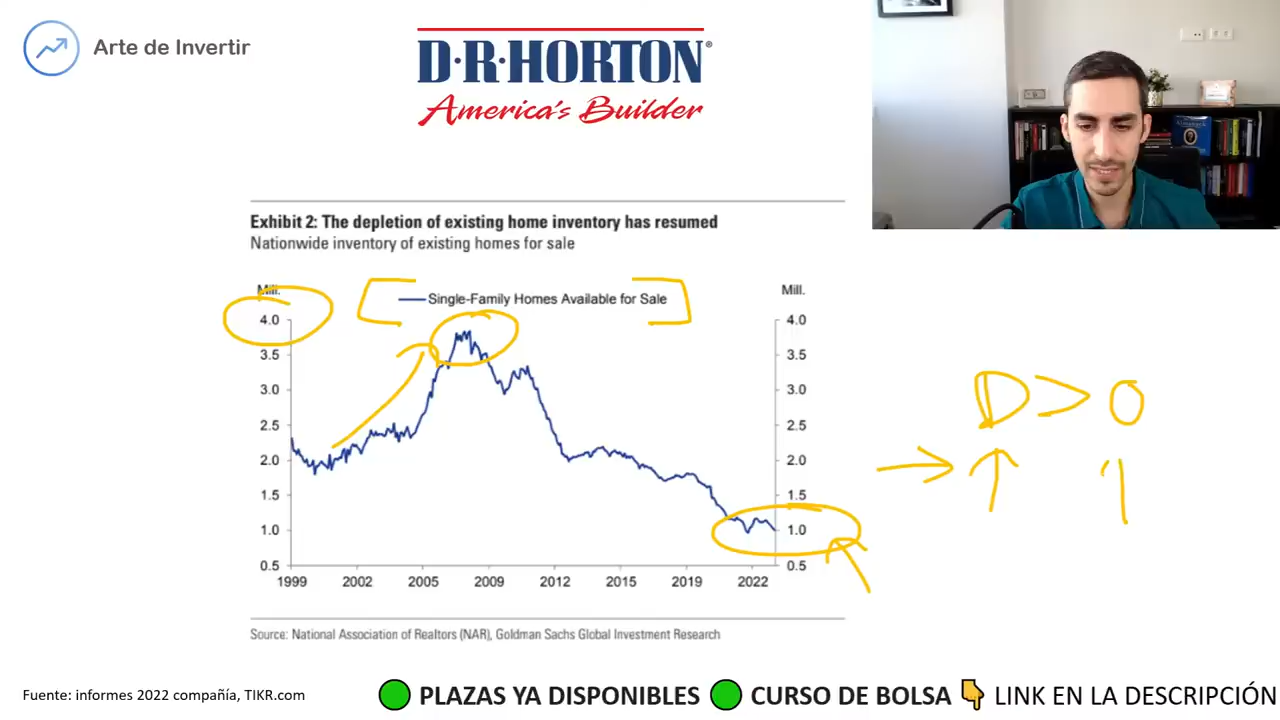 Arte de Invertir
D·R·HORTON®
America's Builder
Exhibit 2: The depletion of existing home inventory has resumed
Nationwide inventory of existing homes for sale
Mill.
Single-Family Homes Available for Sale
Mill.
4.0 4.0
3.5 3.5
3.0 3.0
2.5 2.5
2.0 2.0
1.5 1.5
1.0 1.0
0.5 0.5
1999 2002 2005 2009 2012 2015 2019 2022
D > O
Source: National Association of Realtors (NAR), Goldman Sachs Global Investment Research
Fuente: informes 2022 compañía, TIKR.com
PLAZAS YA DISPONIBLES CURSO DE BOLSA LINK EN LA DESCRIPCIÓN